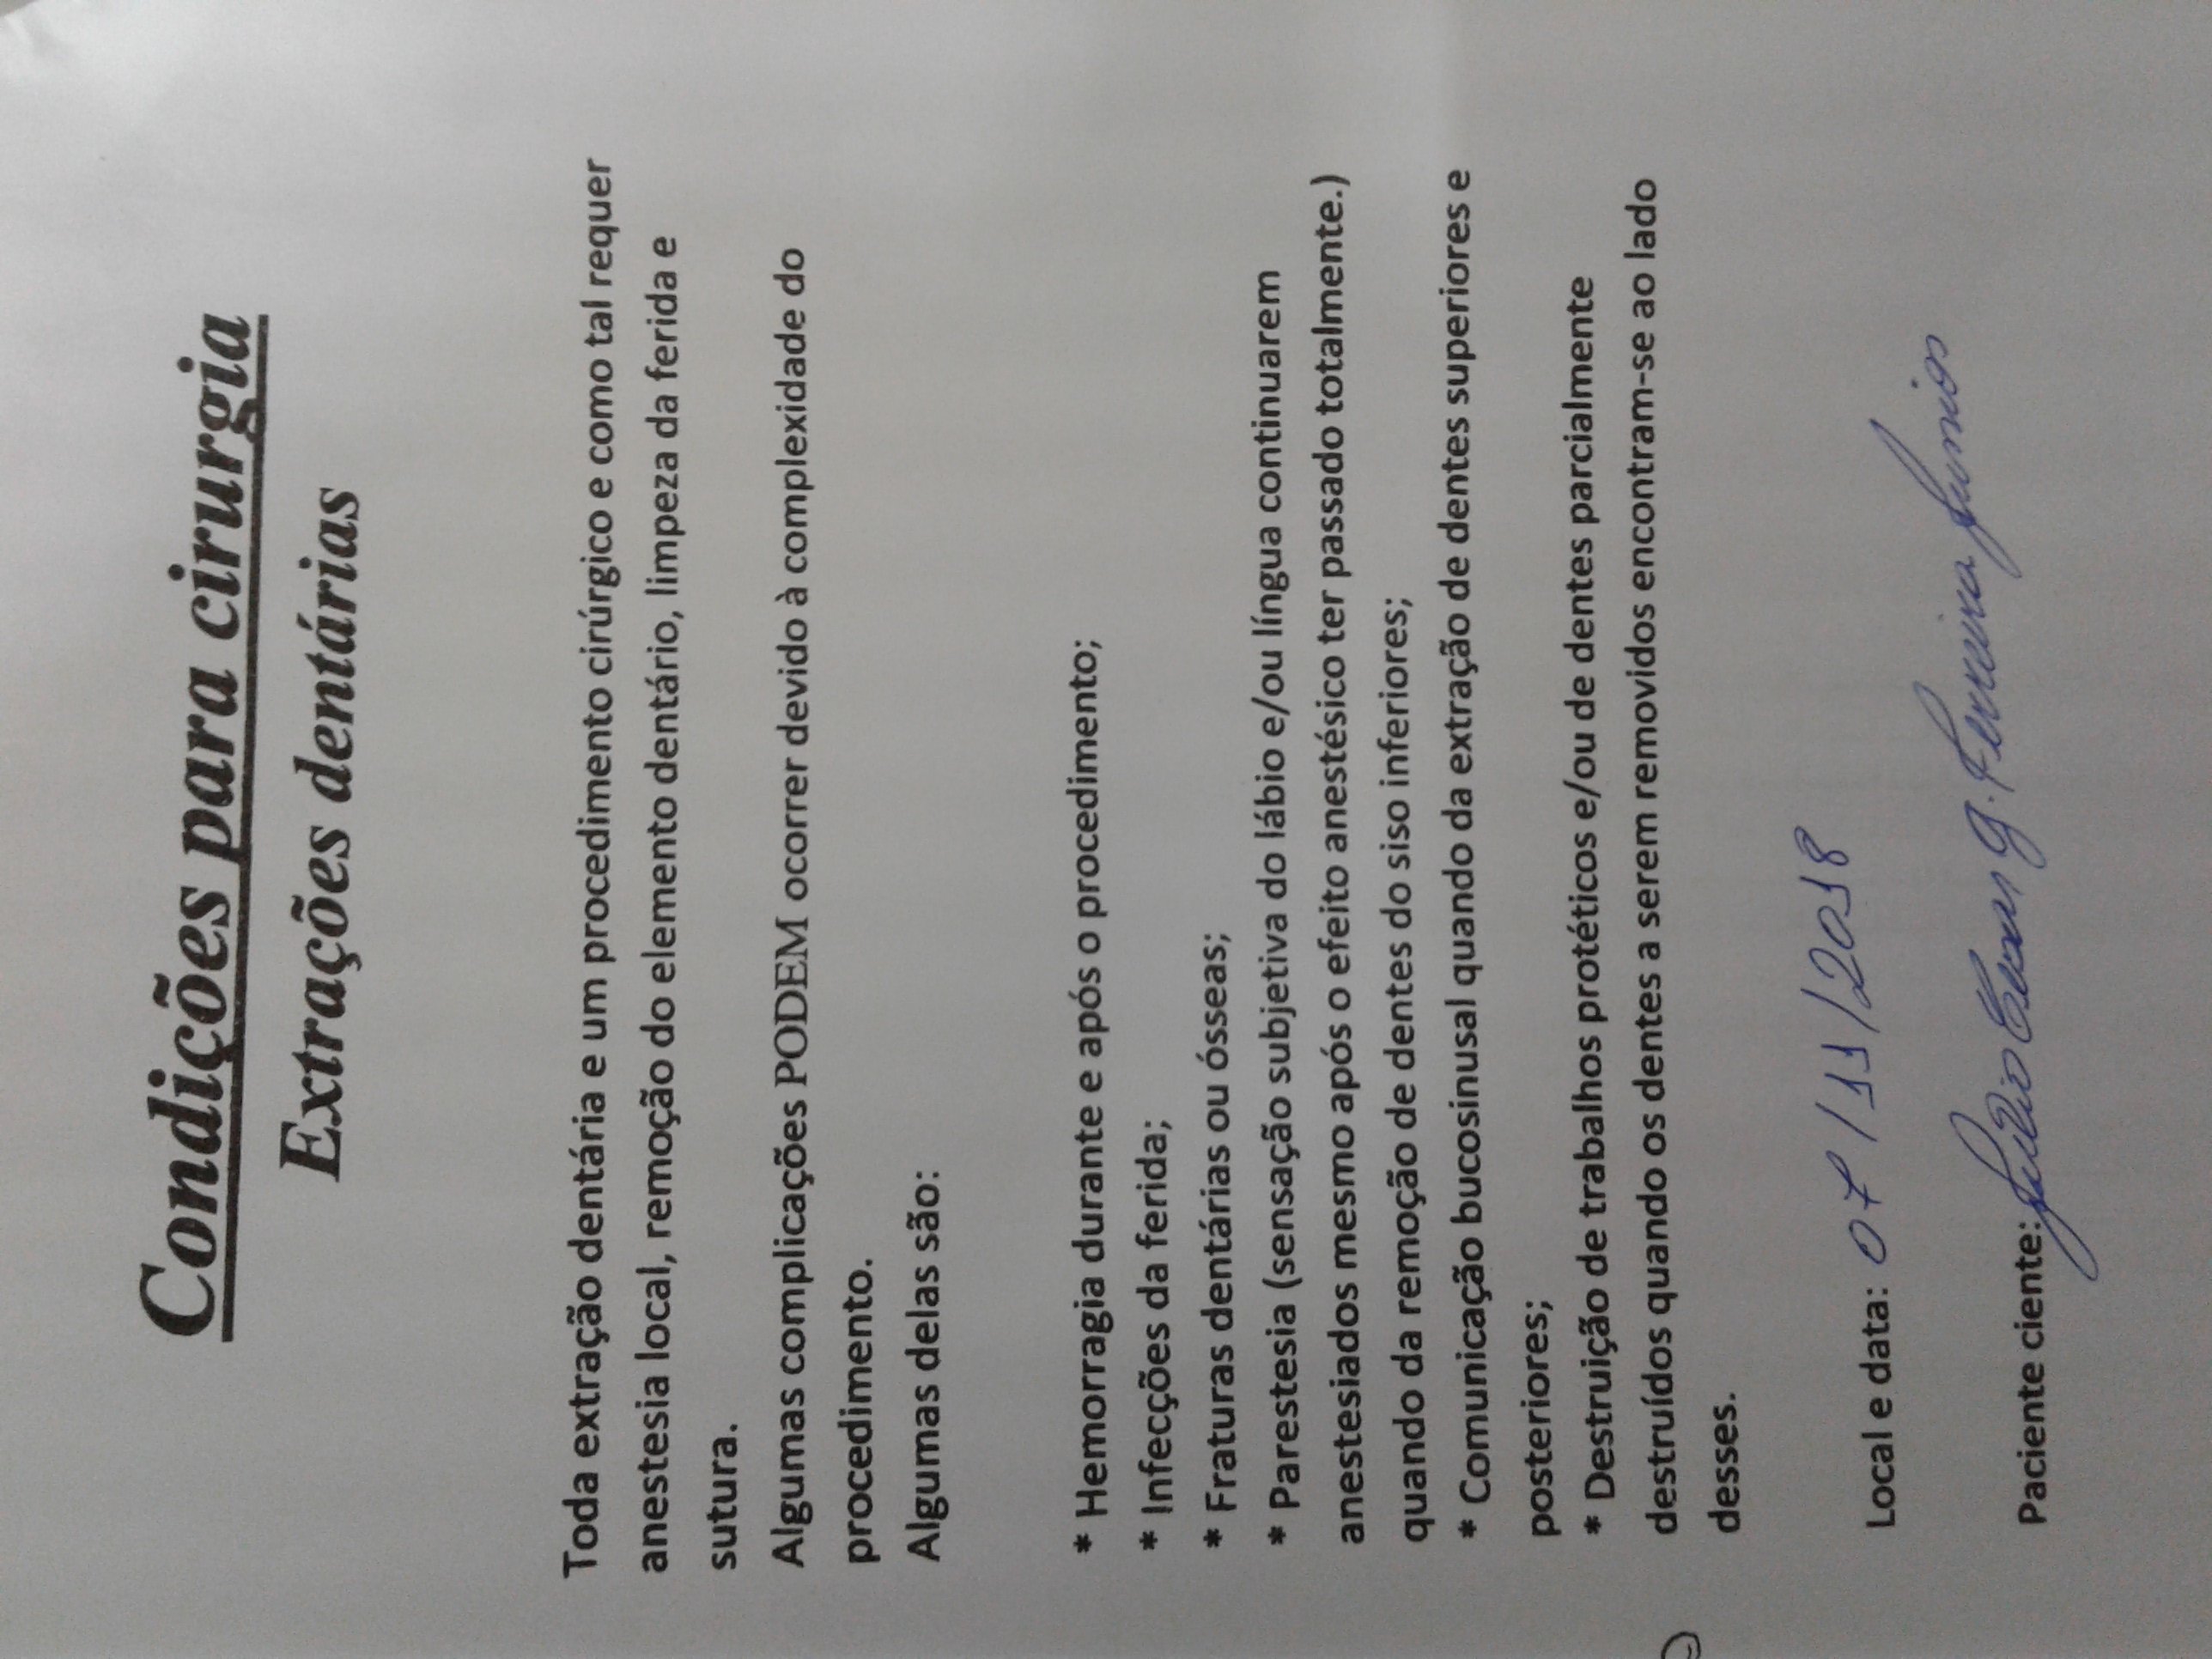 Condições para cirurgia
Extrações dentárias
Toda extração dentária e um procedimento cirúrgico e como tal requer
anestesia local, remoção do elemento dentário, limpeza da ferida e
sutura.
Algumas complicações PODEM ocorrer devido à complexidade do
procedimento.
Algumas delas são:
* Hemorragia durante e após o procedimento;
* Infecções da ferida;
* Fraturas dentárias ou ósseas;
* Parestesia (sensação subjetiva do lábio e/ou língua continuarem
anestesiados mesmo após o efeito anestésico ter passado totalmente.)
quando da remoção de dentes do siso inferiores;
* Comunicação bucosinusal quando da extração de dentes superiores e
posteriores;
* Destruição de trabalhos protéticos e/ou de dentes parcialmente
destruídos quando os dentes a serem removidos encontram-se ao lado
desses.
Local e data: 07/11/2018
Paciente ciente: Júlio Cesar G. Ferreira Junior